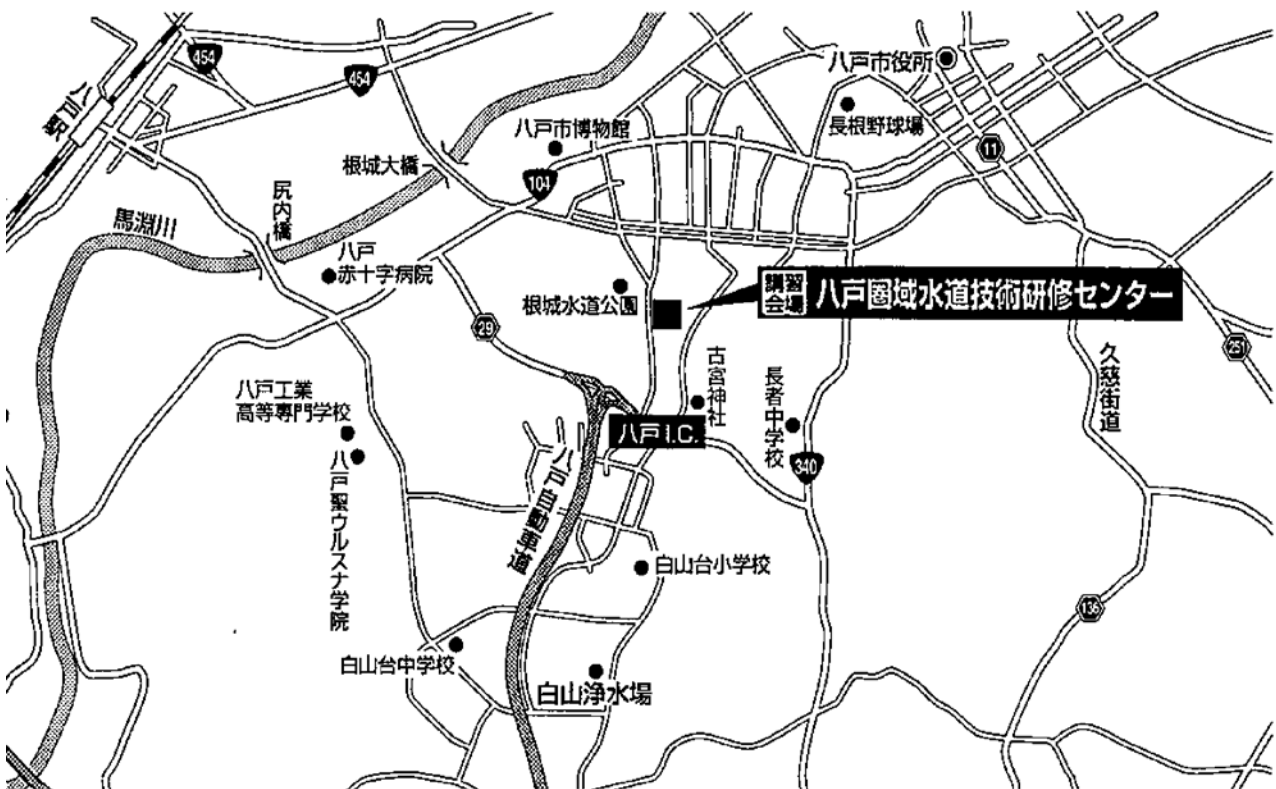 454
454
八戸駅
八戸市役所
長根野球場
八戸市博物館
11
根城大橋
104
尻内橋
馬淵川
八戸
赤十字病院
根城水道公園
講習
会場
八戸圏域水道技術研修センター
29
251
古宮神社
長者中学校
久慈街道
八戸工業
高等専門学校
八戸I.C.
340
八戸聖ウルスナ学院
八戸自動車道
白山台小学校
136
白山台中学校
白山浄水場